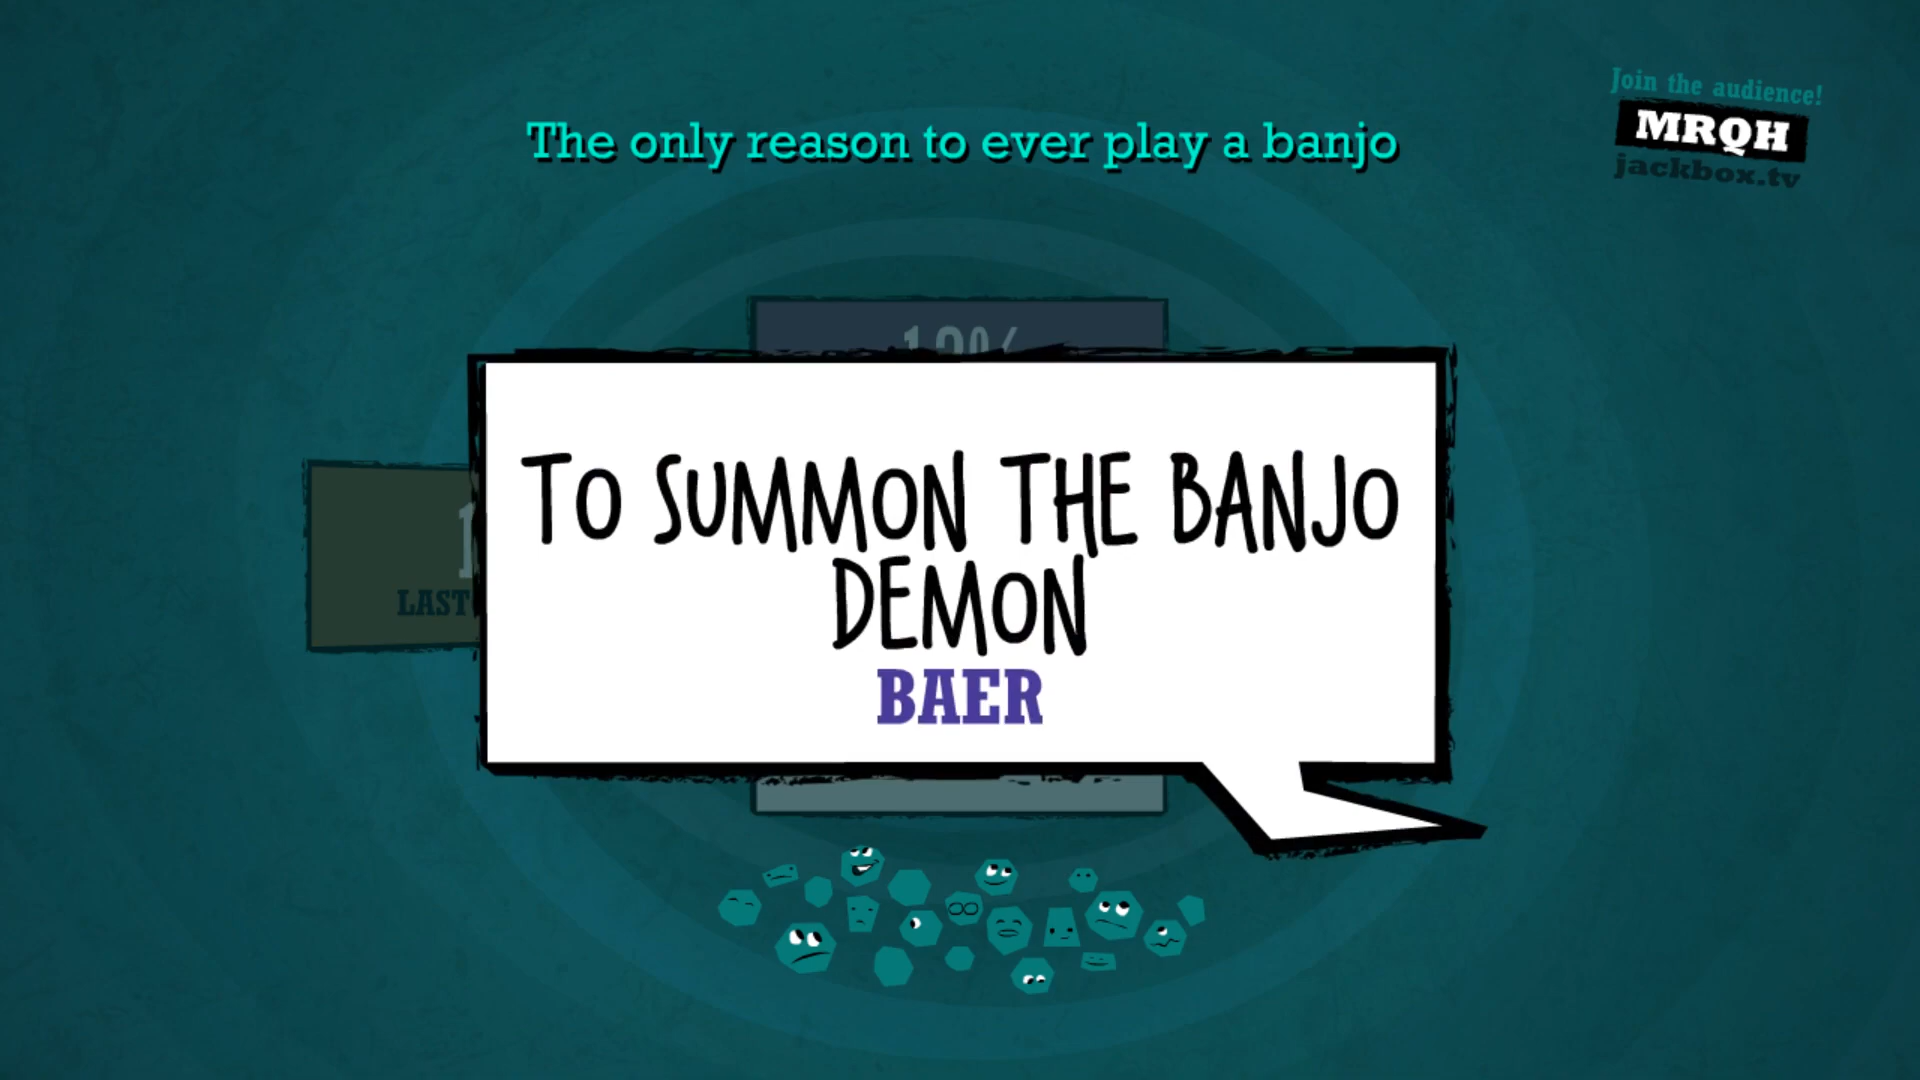 Join the audience!
MRQH
jackbox.tv
The only reason to ever play a banjo
TO SUMMON THE BANJO
DEMON
BAER
LAST